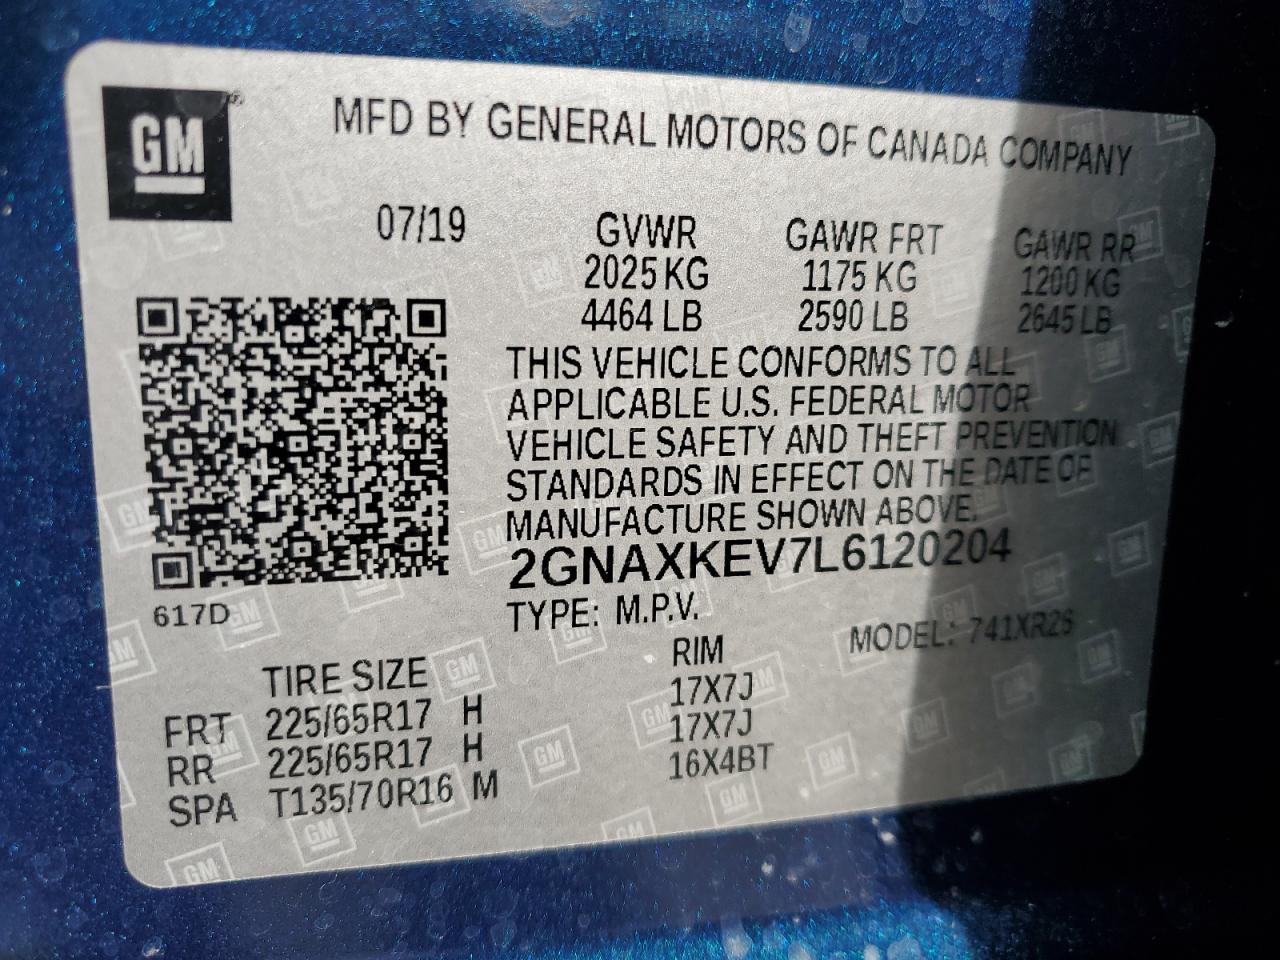 GM
MFD BY GENERAL MOTORS OF CANADA COMPANY
07/19 GVWR GAWR FRT GAWR RR
2025 KG 1175 KG 1200 KG
4464 LB 2590 LB 2645 LB
THIS VEHICLE CONFORMS TO ALL
APPLICABLE U.S. FEDERAL MOTOR
VEHICLE SAFETY AND THEFT PREVENTION
STANDARDS IN EFFECT ON THE DATE OF
MANUFACTURE SHOWN ABOVE.
2GNAXKEV7L6120204
617D
TYPE: M.P.V. MODEL: 741XR26
TIRE SIZE RIM
FRT 225/65R17 H 17X7J
RR 225/65R17 H 17X7J
SPA T135/70R16 M 16X4BT